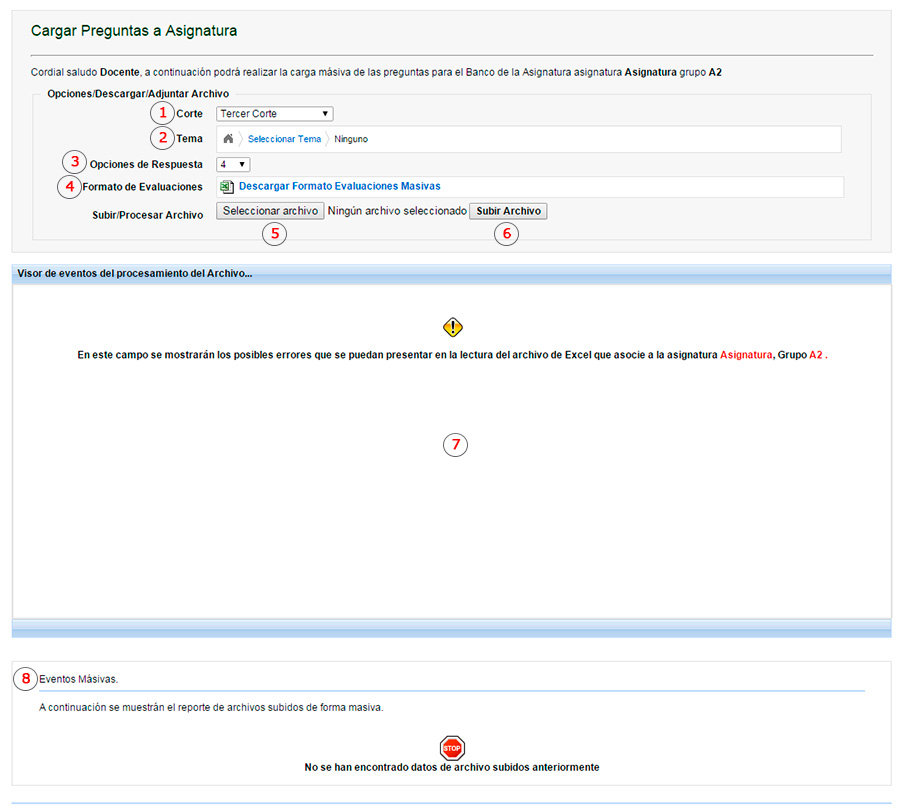 Cargar Preguntas a Asignatura
Cordial saludo Docente, a continuación podrá realizar la carga másiva de las preguntas para el Banco de la Asignatura asignatura Asignatura grupo A2
Opciones/Descargar/Adjuntar Archivo
1 Corte Tercer Corte
2 Tema Seleccionar Tema Ninguno
3 Opciones de Respuesta 4
4 Formato de Evaluaciones Descargar Formato Evaluaciones Masivas
Subir/Procesar Archivo Seleccionar archivo Ningún archivo seleccionado Subir Archivo
5 6
Visor de eventos del procesamiento del Archivo...
En este campo se mostrarán los posibles errores que se puedan presentar en la lectura del archivo de Excel que asocie a la asignatura Asignatura, Grupo A2 .
7
8 Eventos Másivas.
A continuación se muestrán el reporte de archivos subidos de forma masiva.
STOP
No se han encontrado datos de archivo subidos anteriormente